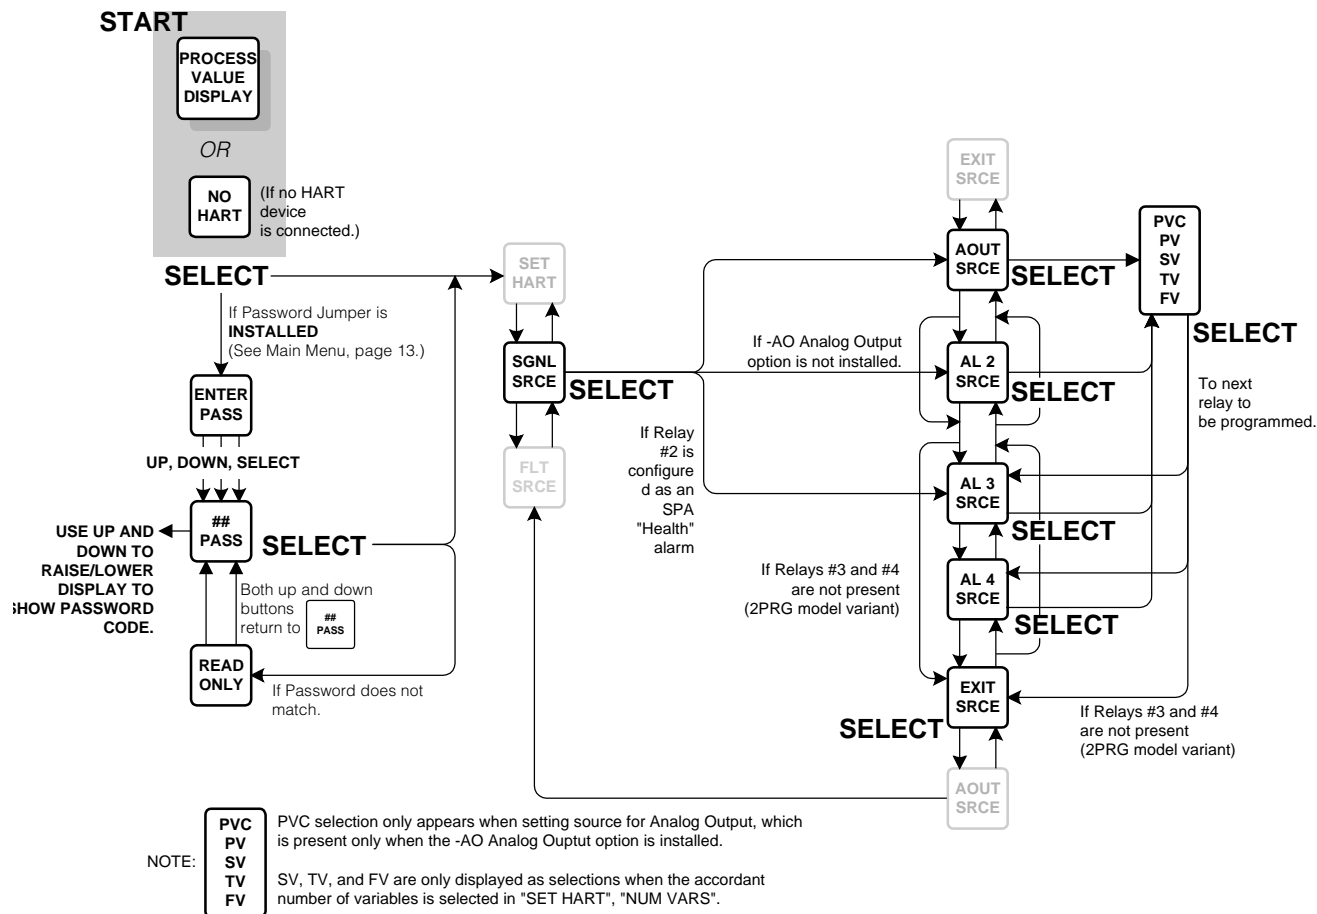 START
PROCESS
VALUE
DISPLAY
OR
NO
HART
(If no HART
device
is connected.)
SELECT
If Password Jumper is
INSTALLED
(See Main Menu, page 13.)
ENTER
PASS
UP, DOWN, SELECT
##
PASS
SELECT
USE UP AND
DOWN TO
RAISE/LOWER
DISPLAY TO
SHOW PASSWORD
CODE.
Both up and down
buttons
return to
##
PASS
READ
ONLY
If Password does not
match.
SET
HART
SGNL
SRCE
SELECT
FLT
SRCE
If -AO Analog Output
option is not installed.
If Relay
#2 is
configure
d as an
SPA
"Health"
alarm
If Relays #3 and #4
are not present
(2PRG model variant)
EXIT
SRCE
AOUT
SRCE
SELECT
AL 2
SRCE
SELECT
AL 3
SRCE
SELECT
AL 4
SRCE
SELECT
EXIT
SRCE
SELECT
AOUT
SRCE
PVC
PV
SV
TV
FV
SELECT
To next
relay to
be programmed.
If Relays #3 and #4
are not present
(2PRG model variant)
NOTE:
PVC
PV
SV
TV
FV
PVC selection only appears when setting source for Analog Output, which
is present only when the -AO Analog Ouptut option is installed.
SV, TV, and FV are only displayed as selections when the accordant
number of variables is selected in "SET HART", "NUM VARS".